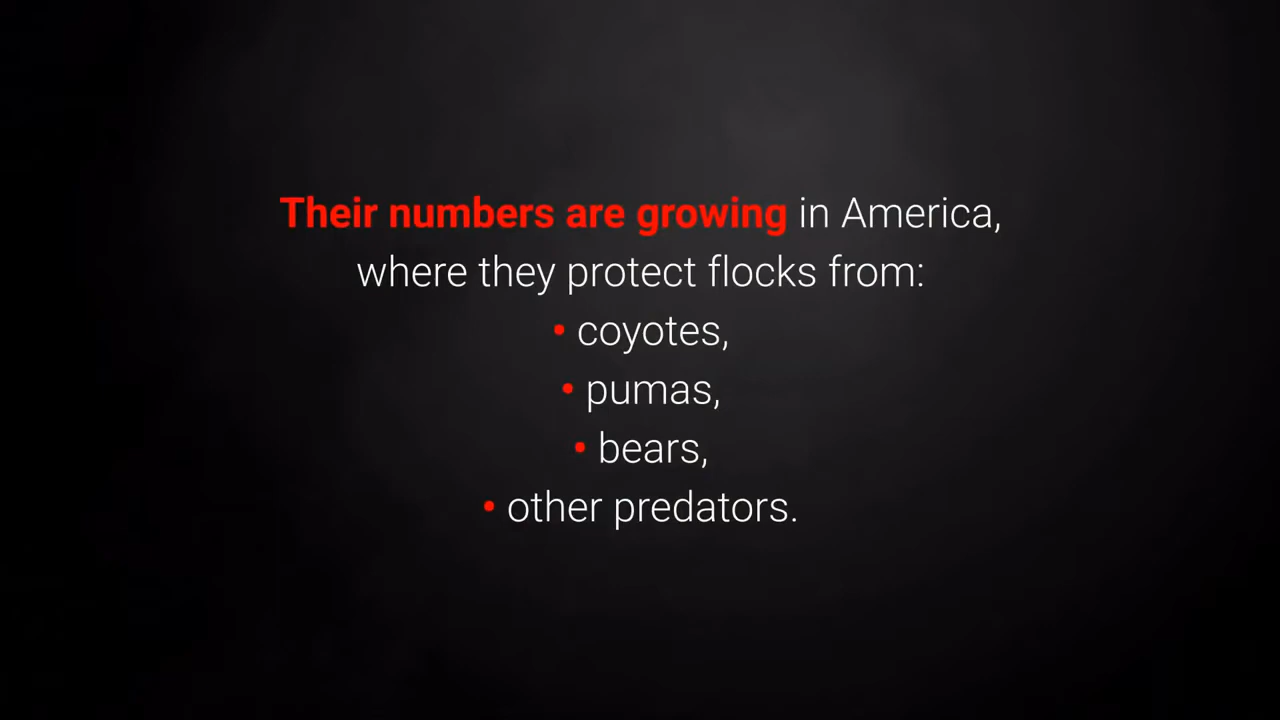 Their numbers are growing in America,
where they protect flocks from:
• coyotes,
• pumas,
• bears,
• other predators.